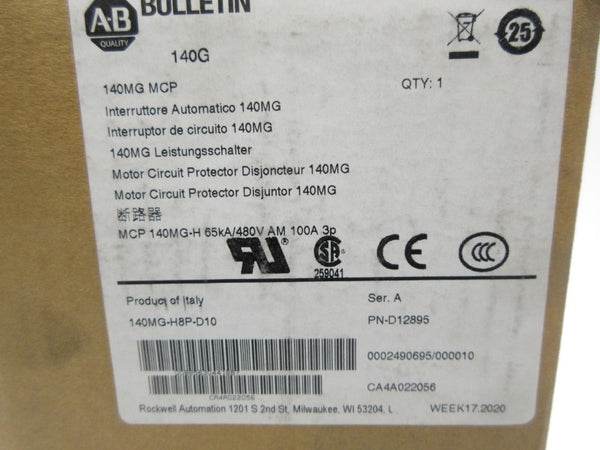 BULLETIN
A·B
QUALITY
140G
25
140MG MCP
QTY: 1
Interruttore Automatico 140MG
Interruptor de circuito 140MG
140MG Leistungsschalter
Motor Circuit Protector Disjoncteur 140MG
Motor Circuit Protector Disjuntor 140MG
断路器
MCP 140MG-H 65kA/480V AM 100A 3p
259041
CE
CCC
Product of Italy
Ser. A
140MG-H8P-D10
PN-D12895
0002490695/000010
CA4A022056
CA4A022056
Rockwell Automation 1201 S 2nd St, Milwaukee, WI 53204, L
WEEK17.2020